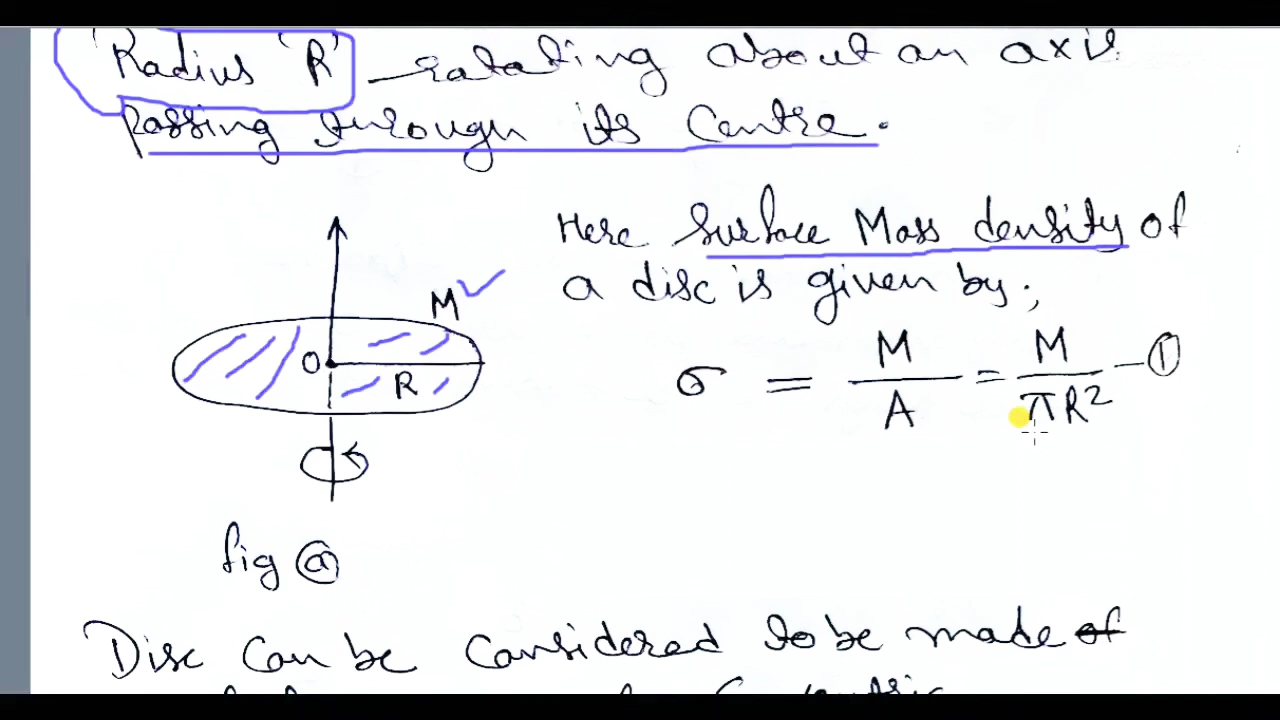 Radius 'R' rotating about an axis
passing through its Centre.
Here Surface Mass density of
a disc is given by;
M
O
R
σ = M/A = M/πR² — ①
fig ⓐ
Disc Can be Considered to be made of